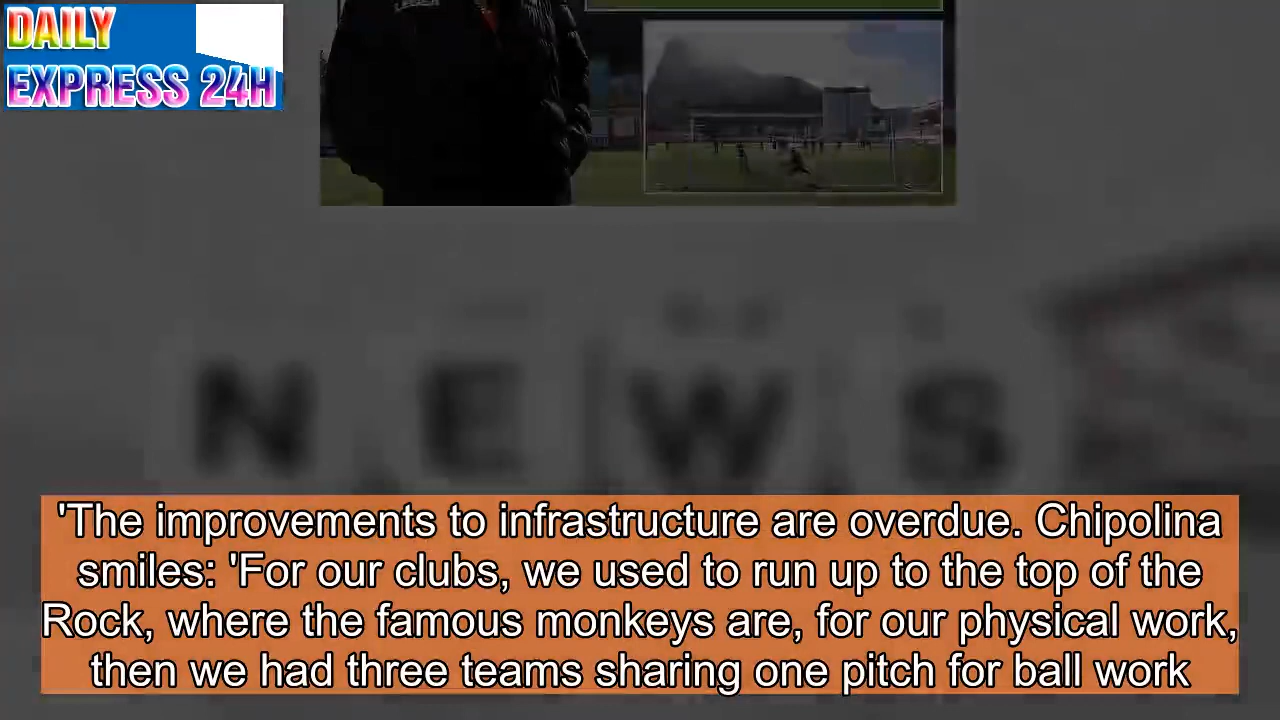 DAILY
EXPRESS 24H
NEWS
'The improvements to infrastructure are overdue. Chipolina
smiles: 'For our clubs, we used to run up to the top of the
Rock, where the famous monkeys are, for our physical work,
then we had three teams sharing one pitch for ball work